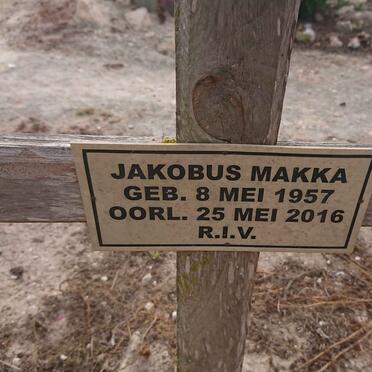 JAKOBUS MAKKA
GEB. 8 MEI 1957
OORL. 25 MEI 2016
R.I.V.